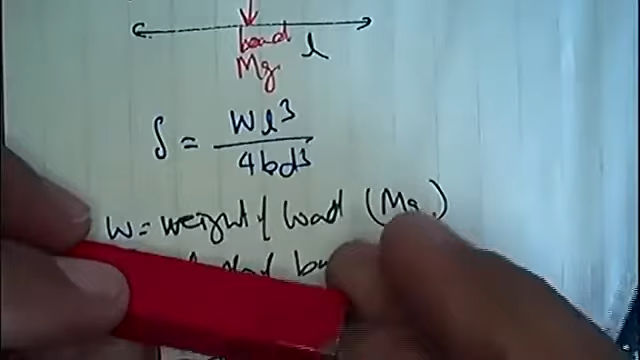 load l
Mg
δ = Wl³ / 4bd³
W = weight of load (Mg)